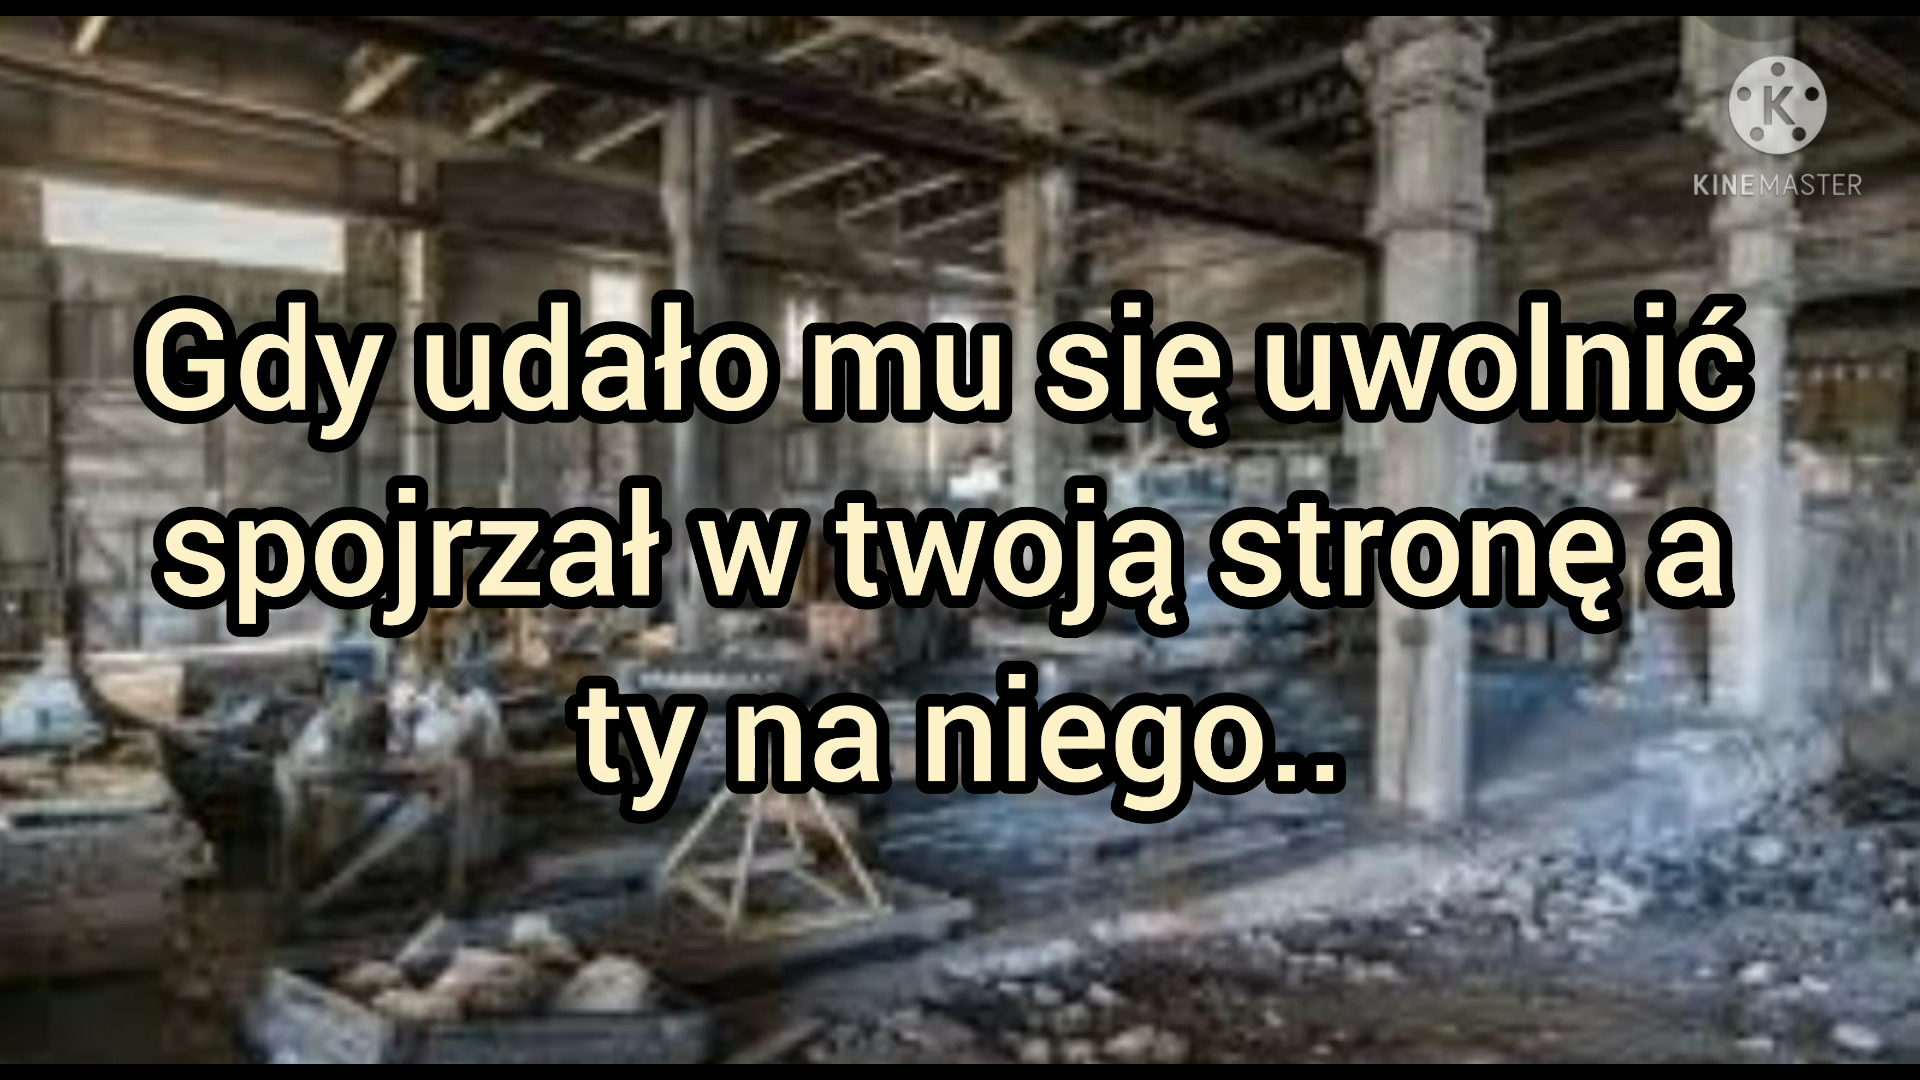 KINEMASTER
Gdy udało mu się uwolnić
spojrzał w twoją stronę a
ty na niego..